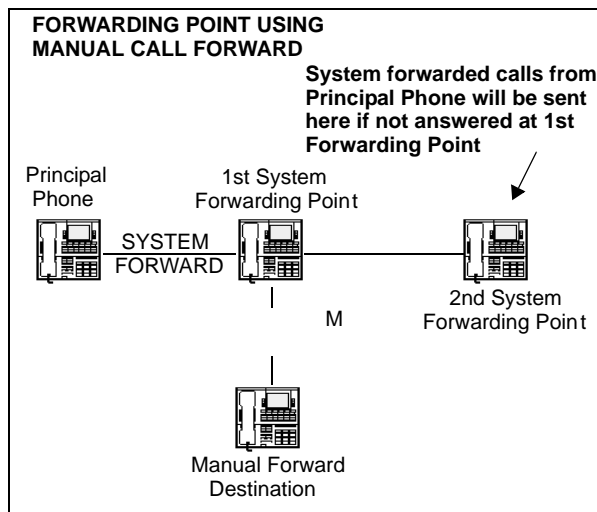 FORWARDING POINT USING
MANUAL CALL FORWARD
System forwarded calls from
Principal Phone will be sent
here if not answered at 1st
Forwarding Point
Principal
Phone
1st System
Forwarding Point
SYSTEM
FORWARD
2nd System
Forwarding Point
M
Manual Forward
Destination